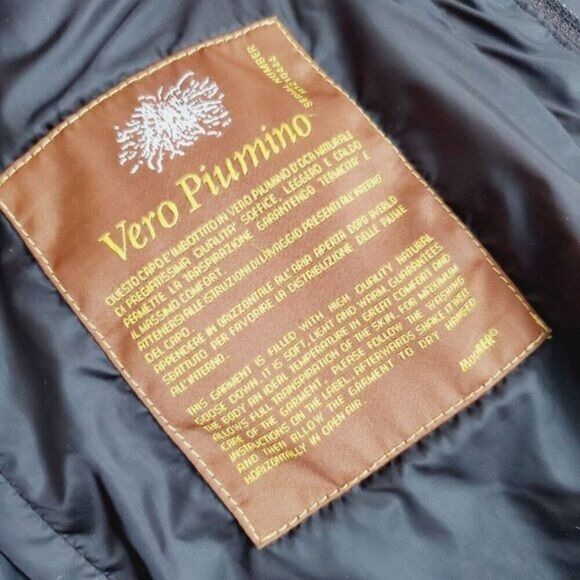 SERIAL NUMBER
Vero Piumino
QUESTO CAPO E' IMBOTTITO IN VERO PIUMINO D'OCA NATURALE
DI PREGIATISSIMA QUALITA' SOFFICE, LEGGERO E CALDO
PERMETTE LA TRASPIRAZIONE GARANTENDO TERMICITA' E
IL MASSIMO COMFORT.
ATTENERSI ALLE ISTRUZIONI DI LAVAGGIO PRESENTI ALL'INTERNO
DEL CAPO.
APPENDERE IN ORIZZONTALE ALL'ARIA APERTA DOPO AVERLO
SBATTUTO PER FAVORIRE LA DISTRIBUZIONE DELLE PIUME
ALL'INTERNO.
THIS GARMENT IS FILLED WITH HIGH QUALITY NATURAL
GOOSE DOWN. IT IS SOFT, LIGHT AND WARM, GUARANTEES
THE BODY AN IDEAL TEMPERATURE IN GREAT COMFORT AND
ALLOWS FULL TRANSPIRATION OF THE SKIN. FOR MAXIMUM
CARE OF THE GARMENT, PLEASE FOLLOW THE WASHING
INSTRUCTIONS ON THE LABEL. AFTERWARDS SHAKE IT WELL
AND THEN ALLOW THE GARMENT TO DRY HANGED
HORIZONTALLY IN OPEN AIR.